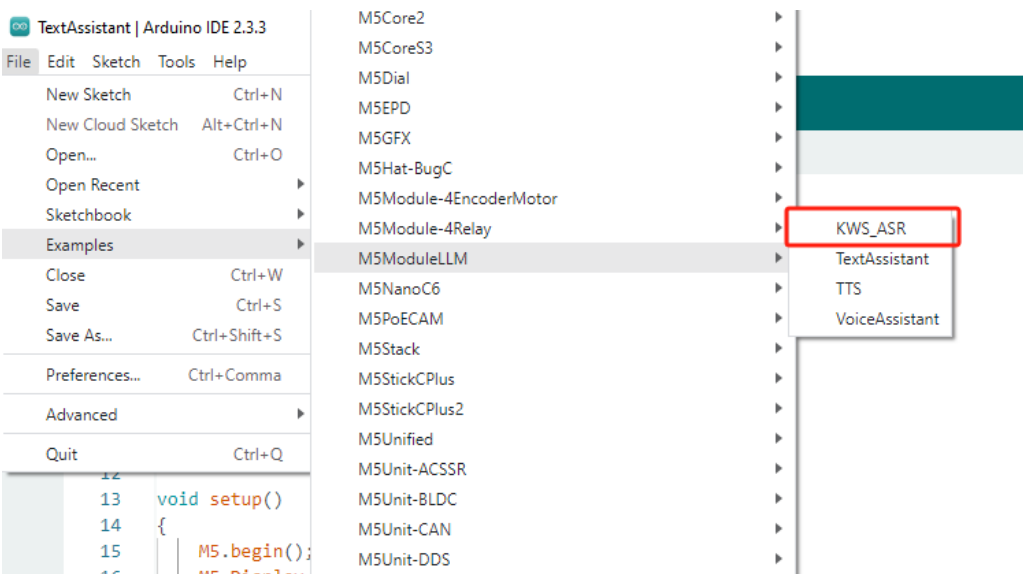 TextAssistant | Arduino IDE 2.3.3
File Edit Sketch Tools Help
New Sketch Ctrl+N
New Cloud Sketch Alt+Ctrl+N
Open... Ctrl+O
Open Recent
Sketchbook
Examples
Close Ctrl+W
Save Ctrl+S
Save As... Ctrl+Shift+S
Preferences... Ctrl+Comma
Advanced
Quit Ctrl+Q
M5Core2
M5CoreS3
M5Dial
M5EPD
M5GFX
M5Hat-BugC
M5Module-4EncoderMotor
M5Module-4Relay
M5ModuleLLM
M5NanoC6
M5PoECAM
M5Stack
M5StickCPlus
M5StickCPlus2
M5Unified
M5Unit-ACSSR
M5Unit-BLDC
M5Unit-CAN
M5Unit-DDS
KWS_ASR
TextAssistant
TTS
VoiceAssistant
12
13 void setup()
14 {
15 M5.begin();